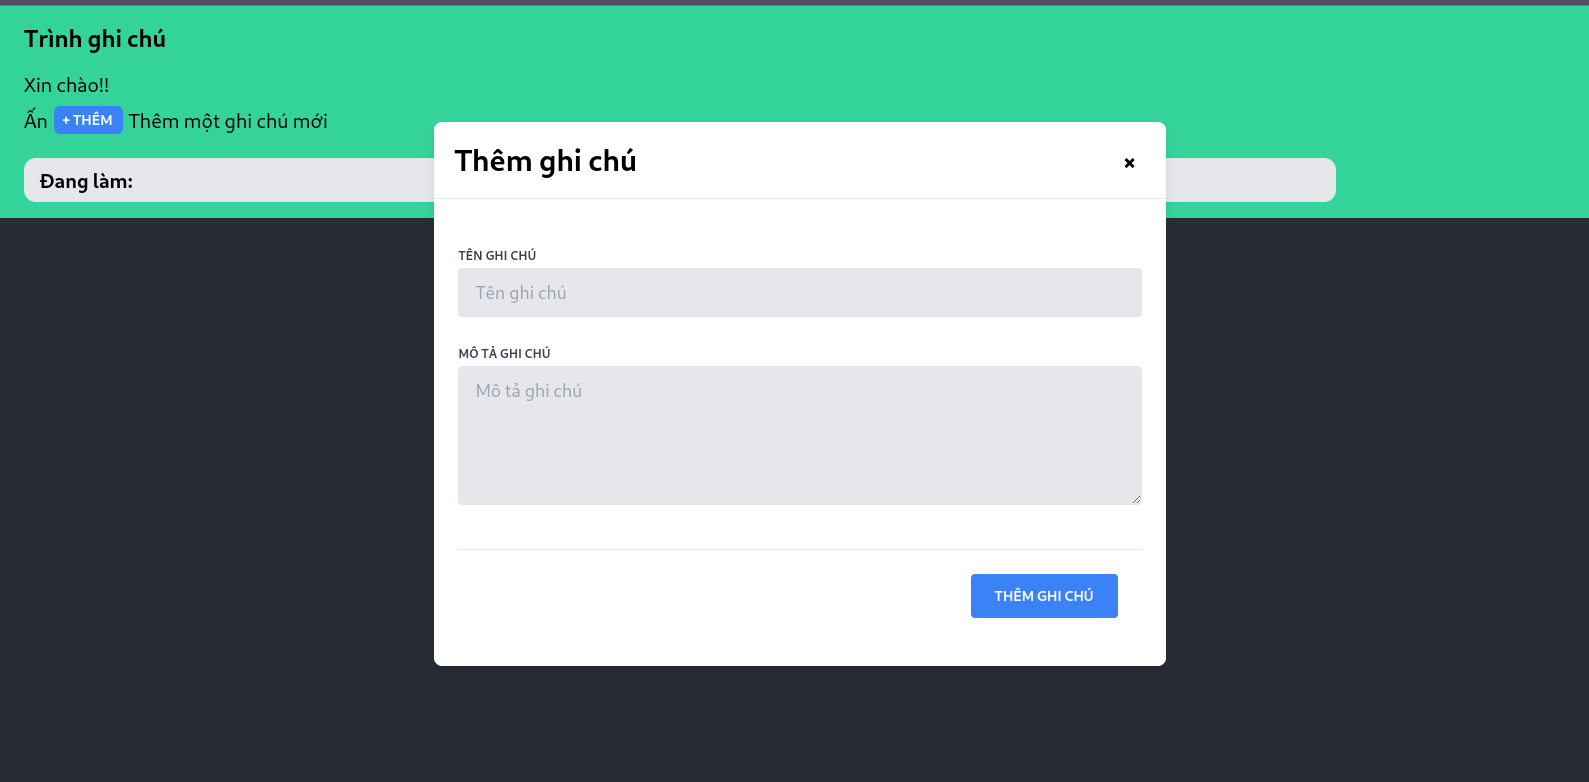 Trình ghi chú
Xin chào!!
Ấn + THÊM Thêm một ghi chú mới
Đang làm:
Thêm ghi chú ×
TÊN GHI CHÚ
Tên ghi chú
MÔ TẢ GHI CHÚ
Mô tả ghi chú
THÊM GHI CHÚ